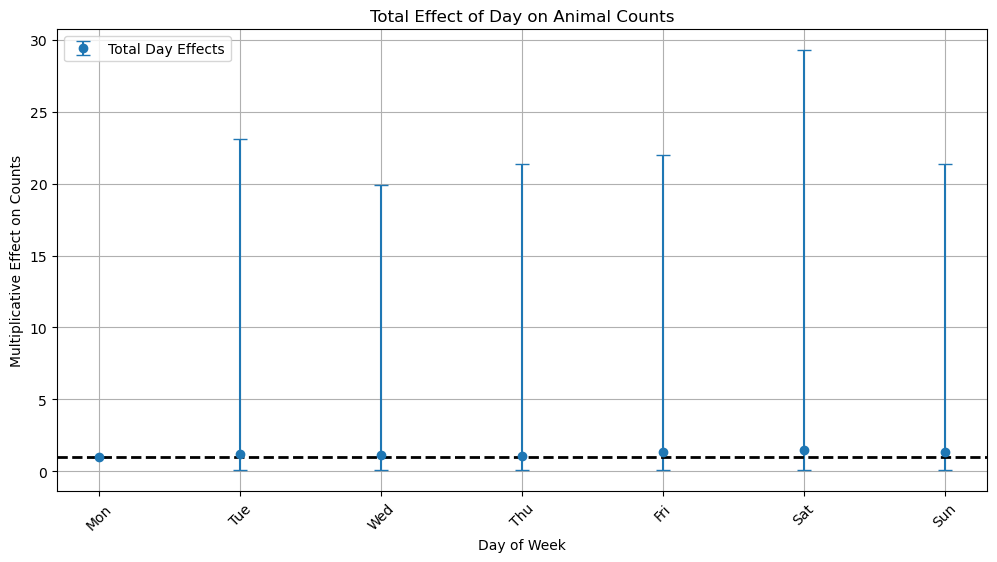 Total Effect of Day on Animal Counts
Total Day Effects
Multiplicative Effect on Counts
30
25
20
15
10
5
0
Mon
Tue
Wed
Thu
Fri
Sat
Sun
Day of Week